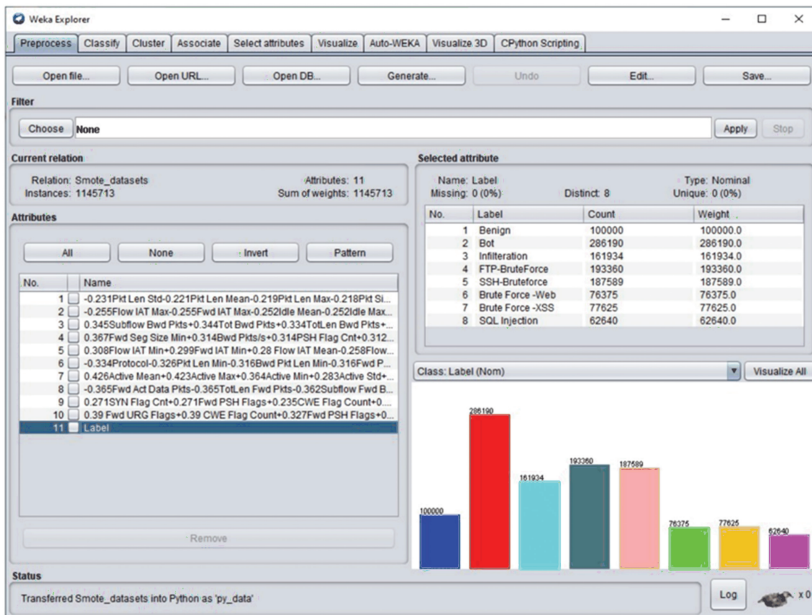 Weka Explorer
Preprocess Classify Cluster Associate Select attributes Visualize Auto-WEKA Visualize 3D CPython Scripting
Open file... Open URL... Open DB... Generate... Undo Edit... Save...
Filter
Choose None Apply Stop
Current relation
Relation: Smote_datasets Attributes: 11
Instances: 1145713 Sum of weights: 1145713
Attributes
All None Invert Pattern
No. Name
1 -0.231Pkt Len Std-0.221Pkt Len Mean-0.219Pkt Len Max-0.218Pkt Si...
2 -0.255Flow IAT Max-0.255Fwd IAT Max-0.252Idle Mean-0.252Idle Max...
3 0.345Subflow Bwd Pkts+0.344Tot Bwd Pkts+0.334TotLen Bwd Pkts+...
4 0.367Fwd Seg Size Min+0.314Bwd Pkts/s+0.314PSH Flag Cnt+0.312...
5 0.308Flow IAT Min+0.299Fwd IAT Min+0.28 Flow IAT Mean-0.258Flow...
6 -0.334Protocol-0.326Pkt Len Min-0.316Bwd Pkt Len Min-0.316Fwd P...
7 0.426Active Mean+0.423Active Max+0.364Active Min+0.283Active Std+...
8 -0.365Fwd Act Data Pkts-0.365TotLen Fwd Pkts-0.362Subflow Fwd B...
9 0.271SYN Flag Cnt+0.271Fwd PSH Flags+0.235CWE Flag Count+0....
10 0.39 Fwd URG Flags+0.39 CWE Flag Count+0.327Fwd PSH Flags+0...
11 Label
Remove
Selected attribute
Name: Label Type: Nominal
Missing: 0 (0%) Distinct: 8 Unique: 0 (0%)
No. Label Count Weight
1 Benign 100000 100000.0
2 Bot 286190 286190.0
3 Infilteration 161934 161934.0
4 FTP-BruteForce 193360 193360.0
5 SSH-Bruteforce 187589 187589.0
6 Brute Force -Web 76375 76375.0
7 Brute Force -XSS 77625 77625.0
8 SQL Injection 62640 62640.0
Class: Label (Nom) Visualize All
100000 286190 161934 193360 187589 76375 77625 62640
Status
Transferred Smote_datasets into Python as 'py_data'
Log x 0